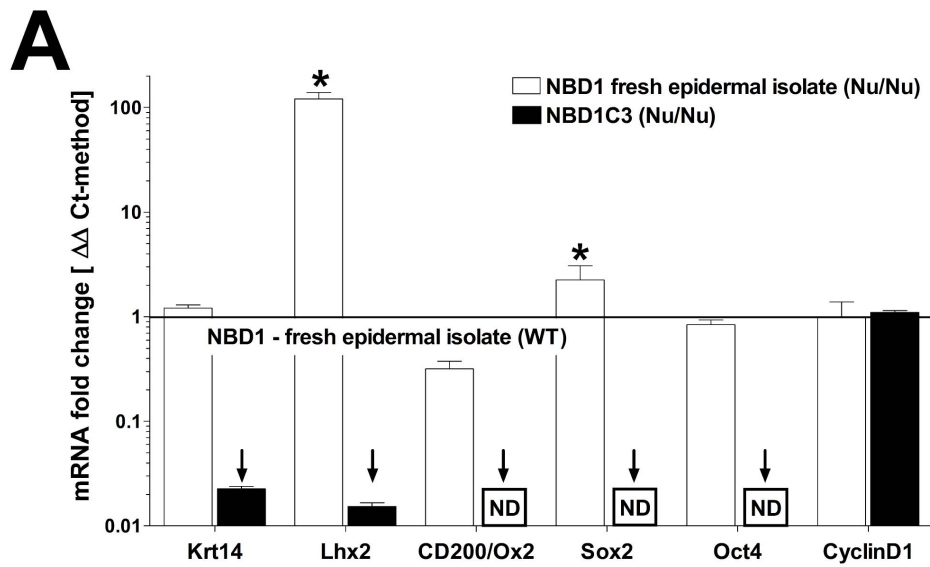 A
mRNA fold change [ ΔΔ Ct-method]
100
10
1
0.1
0.01
* *
NBD1 fresh epidermal isolate (Nu/Nu)
NBD1C3 (Nu/Nu)
NBD1 - fresh epidermal isolate (WT)
ND ND ND
Krt14 Lhx2 CD200/Ox2 Sox2 Oct4 CyclinD1